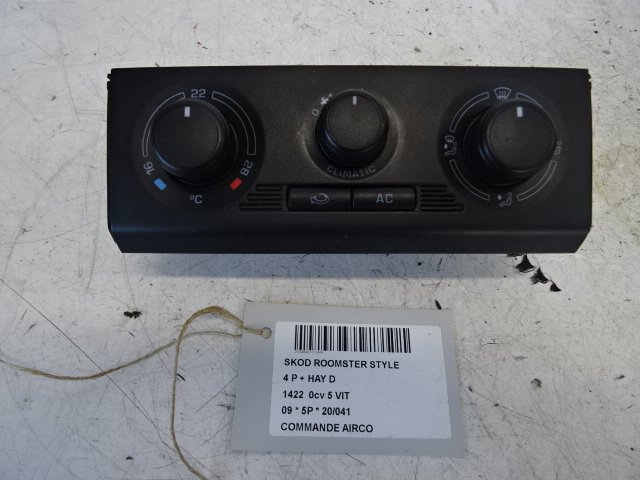 22
16
28
°C
0
CLIMATIC
AC
SKOD ROOMSTER STYLE
4 P + HAY D
1422 0cv 5 VIT
09 * 5P * 20/041
COMMANDE AIRCO